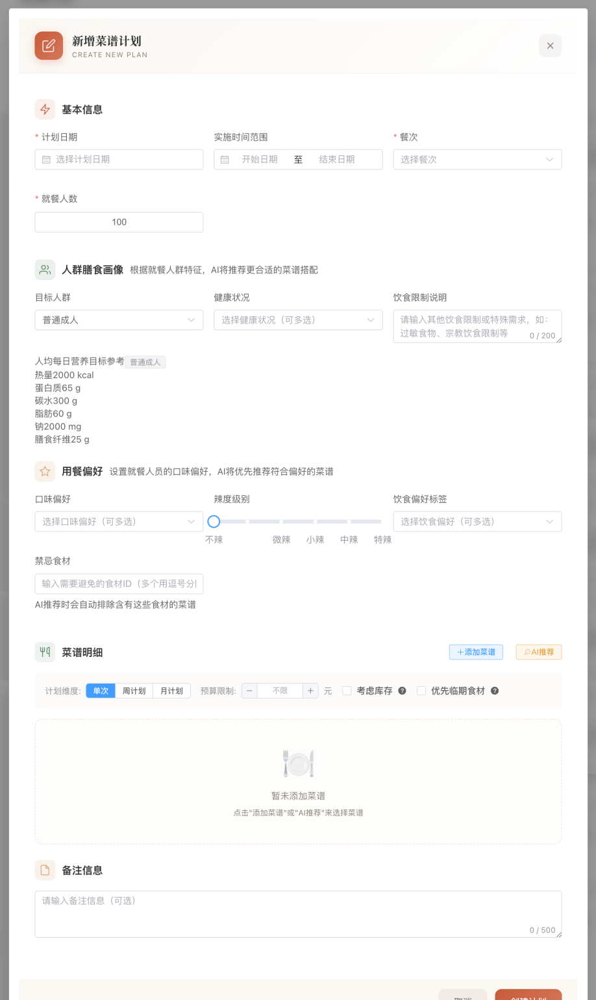 新增菜谱计划
CREATE NEW PLAN
基本信息
* 计划日期
实施时间范围
* 餐次
选择计划日期
开始日期 至 结束日期
选择餐次
* 就餐人数
100
人群膳食画像 根据就餐人群特征，AI将推荐更合适的菜谱搭配
目标人群
健康状况
饮食限制说明
普通成人
选择健康状况（可多选）
请输入其他饮食限制或特殊需求，如：
过敏食物、宗教饮食限制等
0 / 200
人均每日营养目标参考 普通成人
热量2000 kcal
蛋白质65 g
碳水300 g
脂肪60 g
钠2000 mg
膳食纤维25 g
用餐偏好 设置就餐人员的口味偏好，AI将优先推荐符合偏好的菜谱
口味偏好
辣度级别
饮食偏好标签
选择口味偏好（可多选）
选择饮食偏好（可多选）
不辣 微辣 小辣 中辣 特辣
禁忌食材
输入需要避免的食材ID（多个用逗号分
AI推荐时会自动排除含有这些食材的菜谱
菜谱明细
+添加菜谱
AI推荐
计划维度: 单次 周计划 月计划 预算限制: − 不限 + 元 考虑库存 ? 优先临期食材 ?
暂未添加菜谱
点击"添加菜谱"或"AI推荐"来选择菜谱
备注信息
请输入备注信息（可选）
0 / 500
取消 创建计划